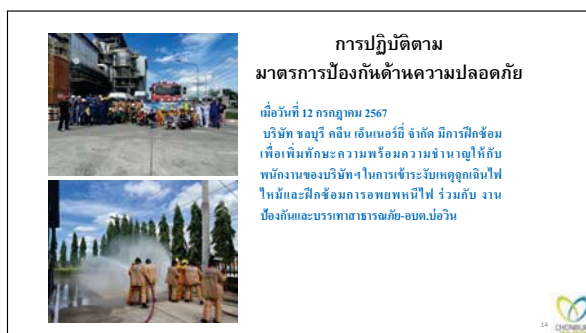 การปฏิบัติตาม
มาตรการป้องกันด้านความปลอดภัย
เมื่อวันที่ 12 กรกฎาคม 2567
บริษัท ชลบุรี คลีน เอ็นเนอร์ยี่ จำกัด มีการฝึกซ้อม
เพื่อเพิ่มทักษะความพร้อมความชำนาญให้กับ
พนักงานของบริษัทฯในการเข้าระงับเหตุฉุกเฉินไฟ
ไหม้และฝึกซ้อมการอพยพหนีไฟ ร่วมกับ งาน
ป้องกันและบรรเทาสาธารณภัย-อบต.บ่อวิน
14